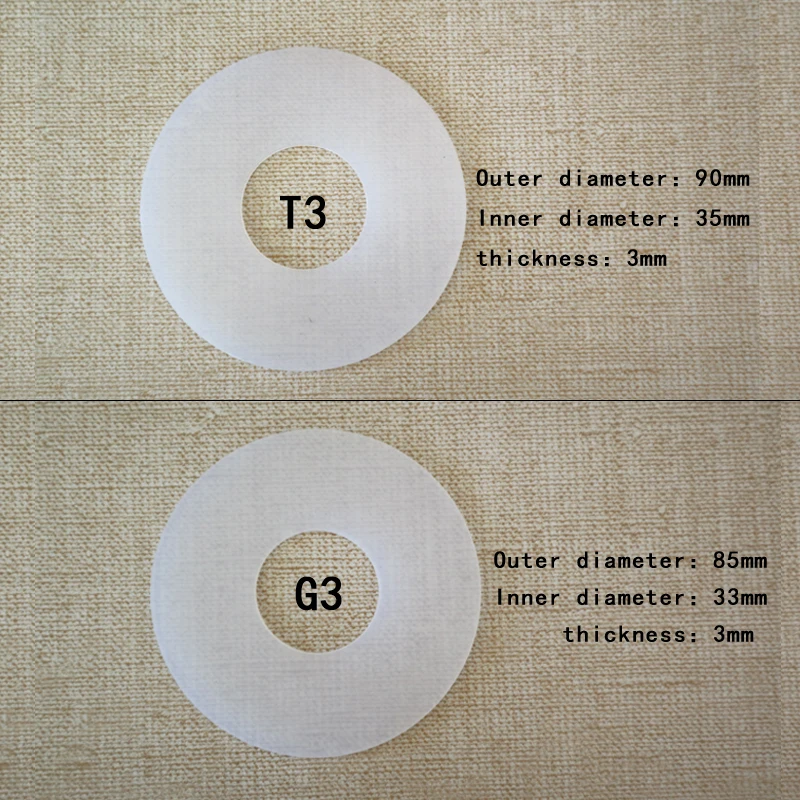 T3
Outer diameter: 90mm
Inner diameter: 35mm
thickness: 3mm
G3
Outer diameter: 85mm
Inner diameter: 33mm
thickness: 3mm